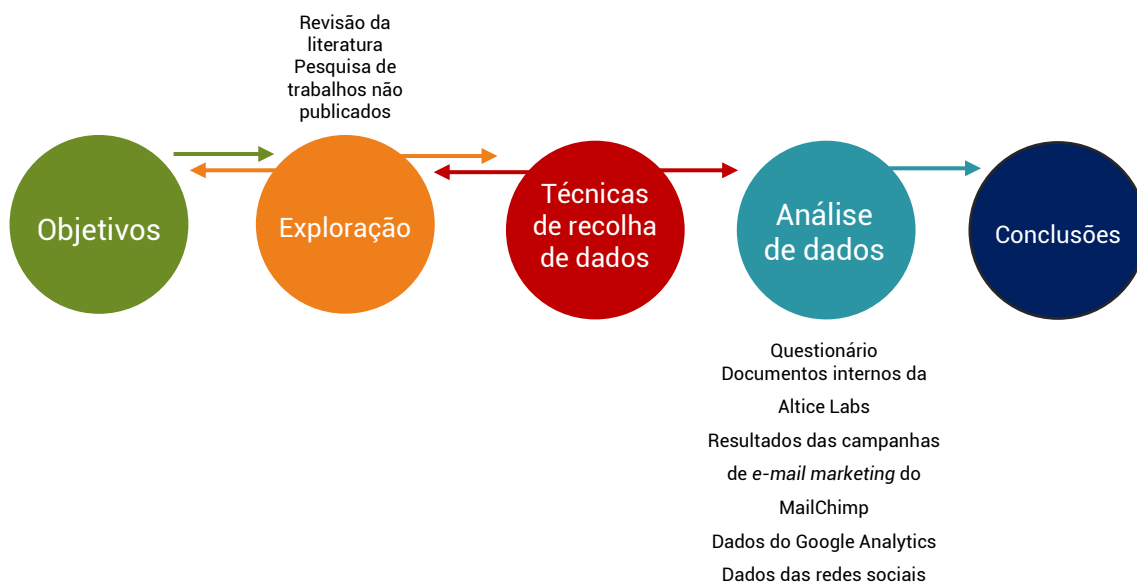 Revisão da
literatura
Pesquisa de
trabalhos não
publicados
Objetivos
Exploração
Técnicas
de recolha
de dados
Análise
de dados
Conclusões
Questionário
Documentos internos da
Altice Labs
Resultados das campanhas
de e-mail marketing do
MailChimp
Dados do Google Analytics
Dados das redes sociais